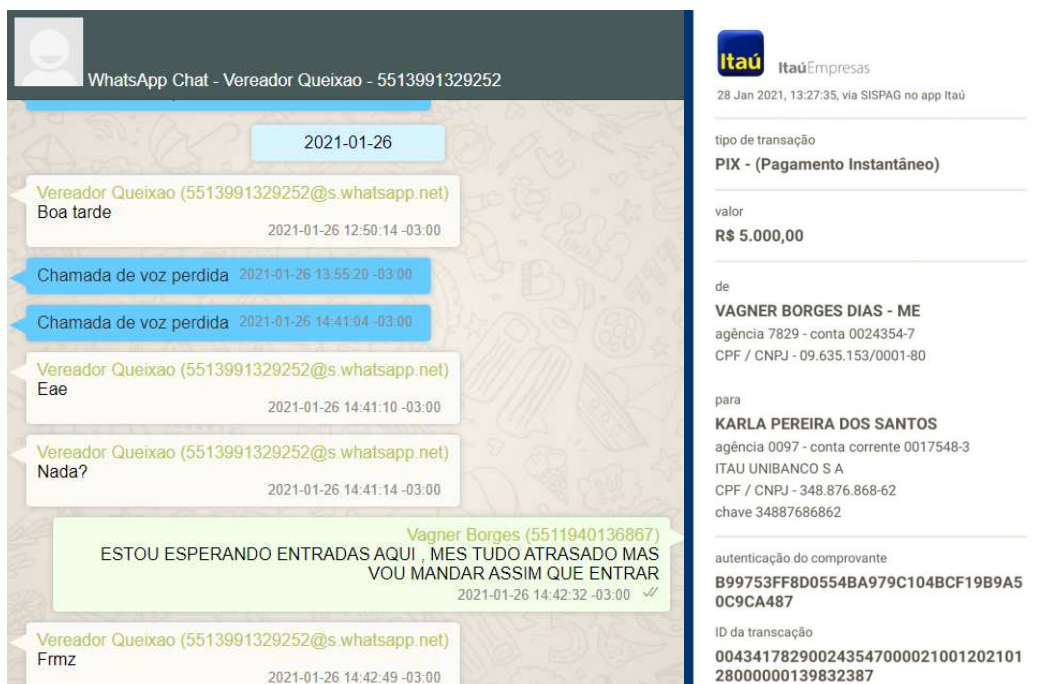 WhatsApp Chat - Vereador Queixao - 5513991329252
2021-01-26
Vereador Queixao (5513991329252@s.whatsapp.net)
Boa tarde
2021-01-26 12:50:14 -03:00
Chamada de voz perdida 2021-01-26 13:55:20 -03:00
Chamada de voz perdida 2021-01-26 14:41:04 -03:00
Vereador Queixao (5513991329252@s.whatsapp.net)
Eae
2021-01-26 14:41:10 -03:00
Vereador Queixao (5513991329252@s.whatsapp.net)
Nada?
2021-01-26 14:41:14 -03:00
Vagner Borges (5511940136867)
ESTOU ESPERANDO ENTRADAS AQUI , MES TUDO ATRASADO MAS
VOU MANDAR ASSIM QUE ENTRAR
2021-01-26 14:42:32 -03:00
Vereador Queixao (5513991329252@s.whatsapp.net)
Frmz
2021-01-26 14:42:49 -03:00
Itaú
ItaúEmpresas
28 Jan 2021, 13:27:35, via SISPAG no app Itaú
tipo de transação
PIX - (Pagamento Instantâneo)
valor
R$ 5.000,00
de
VAGNER BORGES DIAS - ME
agência 7829 - conta 0024354-7
CPF / CNPJ - 09.635.153/0001-80
para
KARLA PEREIRA DOS SANTOS
agência 0097 - conta corrente 0017548-3
ITAU UNIBANCO S A
CPF / CNPJ - 348.876.868-62
chave 34887686862
autenticação do comprovante
B99753FF8D0554BA979C104BCF19B9A5
0C9CA487
ID da transcação
004341782900243547000021001202101
28000000139832387